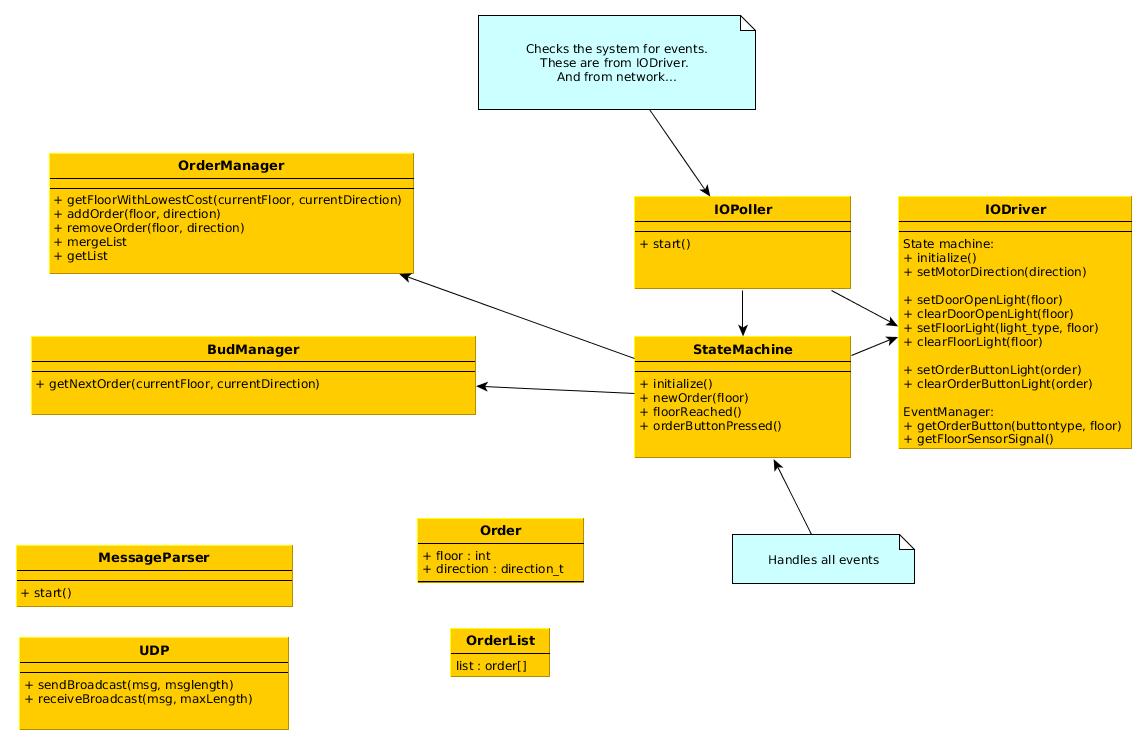 Checks the system for events.
These are from IODriver.
And from network...
OrderManager
+ getFloorWithLowestCost(currentFloor, currentDirection)
+ addOrder(floor, direction)
+ removeOrder(floor, direction)
+ mergeList
+ getList
IOPoller
+ start()
IODriver
State machine:
+ initialize()
+ setMotorDirection(direction)
+ setDoorOpenLight(floor)
+ clearDoorOpenLight(floor)
+ setFloorLight(light_type, floor)
+ clearFloorLight(floor)
+ setOrderButtonLight(order)
+ clearOrderButtonLight(order)
EventManager:
+ getOrderButton(buttontype, floor)
+ getFloorSensorSignal()
BudManager
+ getNextOrder(currentFloor, currentDirection)
StateMachine
+ initialize()
+ newOrder(floor)
+ floorReached()
+ orderButtonPressed()
Handles all events
Order
+ floor : int
+ direction : direction_t
MessageParser
+ start()
OrderList
list : order[]
UDP
+ sendBroadcast(msg, msglength)
+ receiveBroadcast(msg, maxLength)